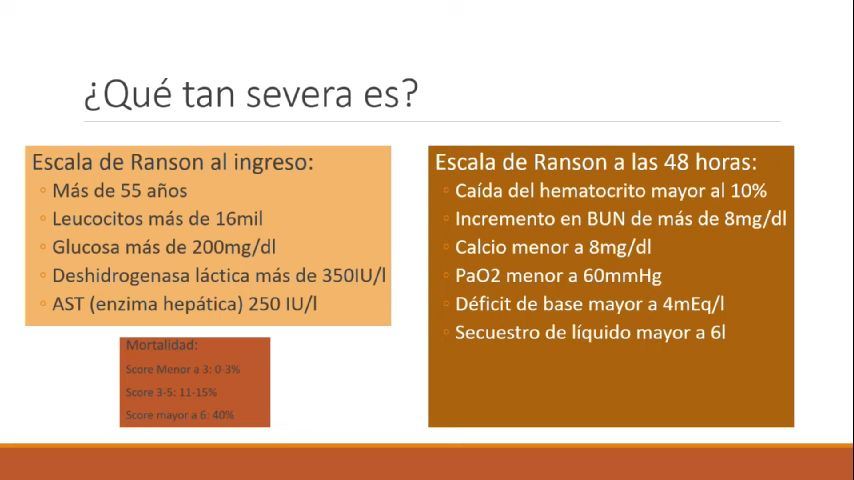 ¿Qué tan severa es?
Escala de Ranson al ingreso:
Más de 55 años
Leucocitos más de 16mil
Glucosa más de 200mg/dl
Deshidrogenasa láctica más de 350IU/l
AST (enzima hepática) 250 IU/l
Mortalidad:
Score Menor a 3: 0-3%
Score 3-5: 11-15%
Score mayor a 6: 40%
Escala de Ranson a las 48 horas:
Caída del hematocrito mayor al 10%
Incremento en BUN de más de 8mg/dl
Calcio menor a 8mg/dl
PaO2 menor a 60mmHg
Déficit de base mayor a 4mEq/l
Secuestro de líquido mayor a 6l